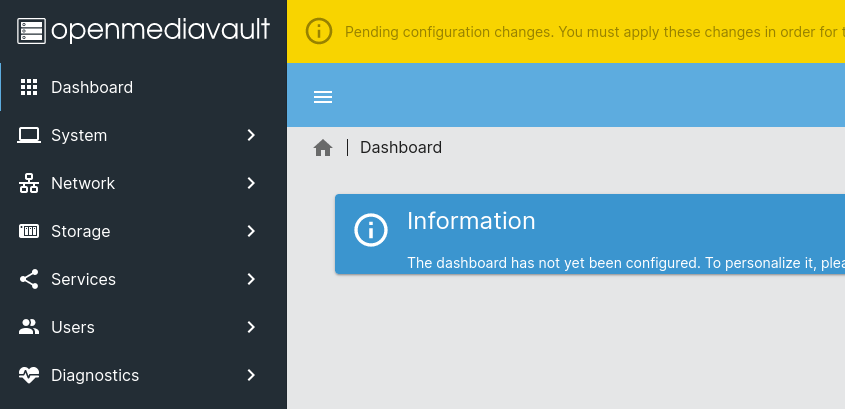 openmediavault
Pending configuration changes. You must apply these changes in order for
Dashboard
System
Network
Storage
Services
Users
Diagnostics
Dashboard
Information
The dashboard has not yet been configured. To personalize it,